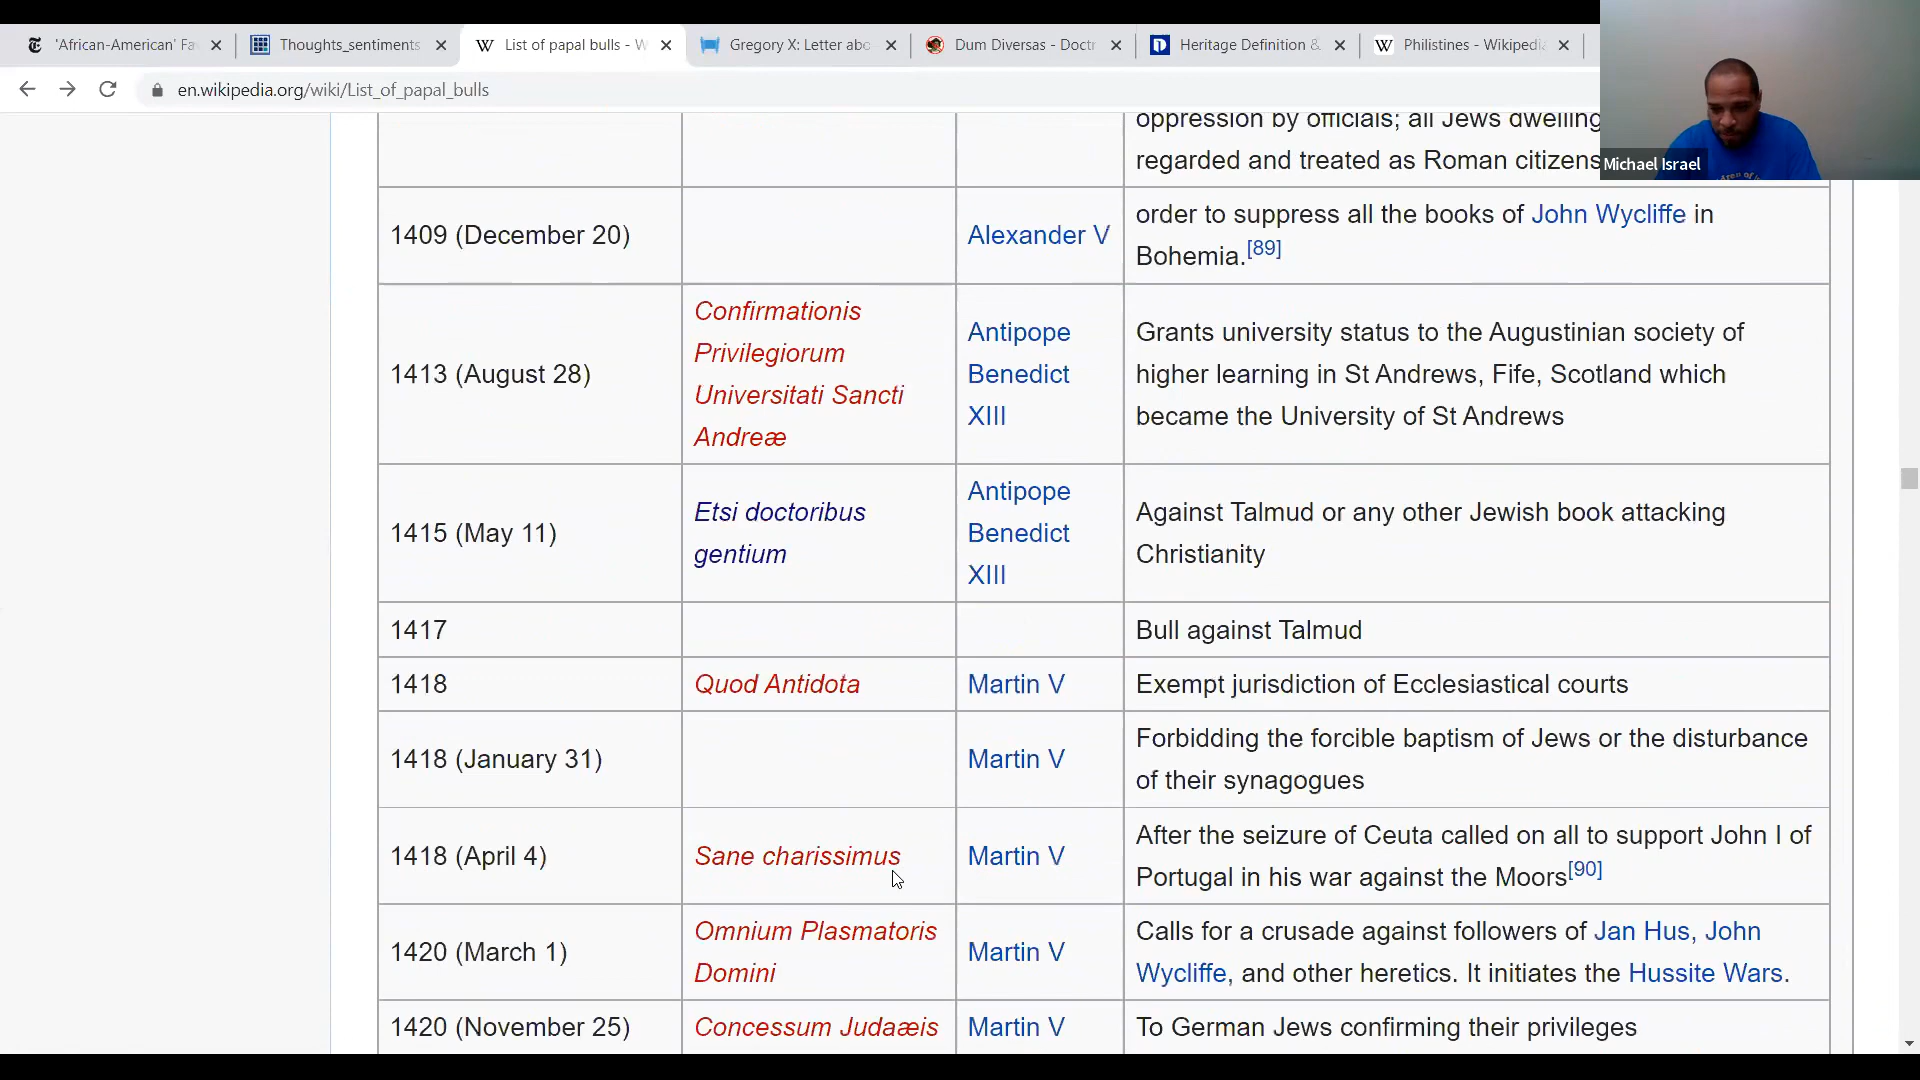 'African-American' Fa
Thoughts_sentiments
List of papal bulls - W
Gregory X: Letter abo
Dum Diversas - Doctr
Heritage Definition &
Philistines - Wikipedi
en.wikipedia.org/wiki/List_of_papal_bulls
Michael Israel
oppression by officials; all Jews dwelling
regarded and treated as Roman citizens
1409 (December 20)
Alexander V
order to suppress all the books of John Wycliffe in
Bohemia.[89]
1413 (August 28)
Confirmationis
Privilegiorum
Universitati Sancti
Andreæ
Antipope
Benedict
XIII
Grants university status to the Augustinian society of
higher learning in St Andrews, Fife, Scotland which
became the University of St Andrews
1415 (May 11)
Etsi doctoribus
gentium
Antipope
Benedict
XIII
Against Talmud or any other Jewish book attacking
Christianity
1417
Bull against Talmud
1418
Quod Antidota
Martin V
Exempt jurisdiction of Ecclesiastical courts
1418 (January 31)
Martin V
Forbidding the forcible baptism of Jews or the disturbance
of their synagogues
1418 (April 4)
Sane charissimus
Martin V
After the seizure of Ceuta called on all to support John I of
Portugal in his war against the Moors[90]
1420 (March 1)
Omnium Plasmatoris
Domini
Martin V
Calls for a crusade against followers of Jan Hus, John
Wycliffe, and other heretics. It initiates the Hussite Wars.
1420 (November 25)
Concessum Judaæis
Martin V
To German Jews confirming their privileges